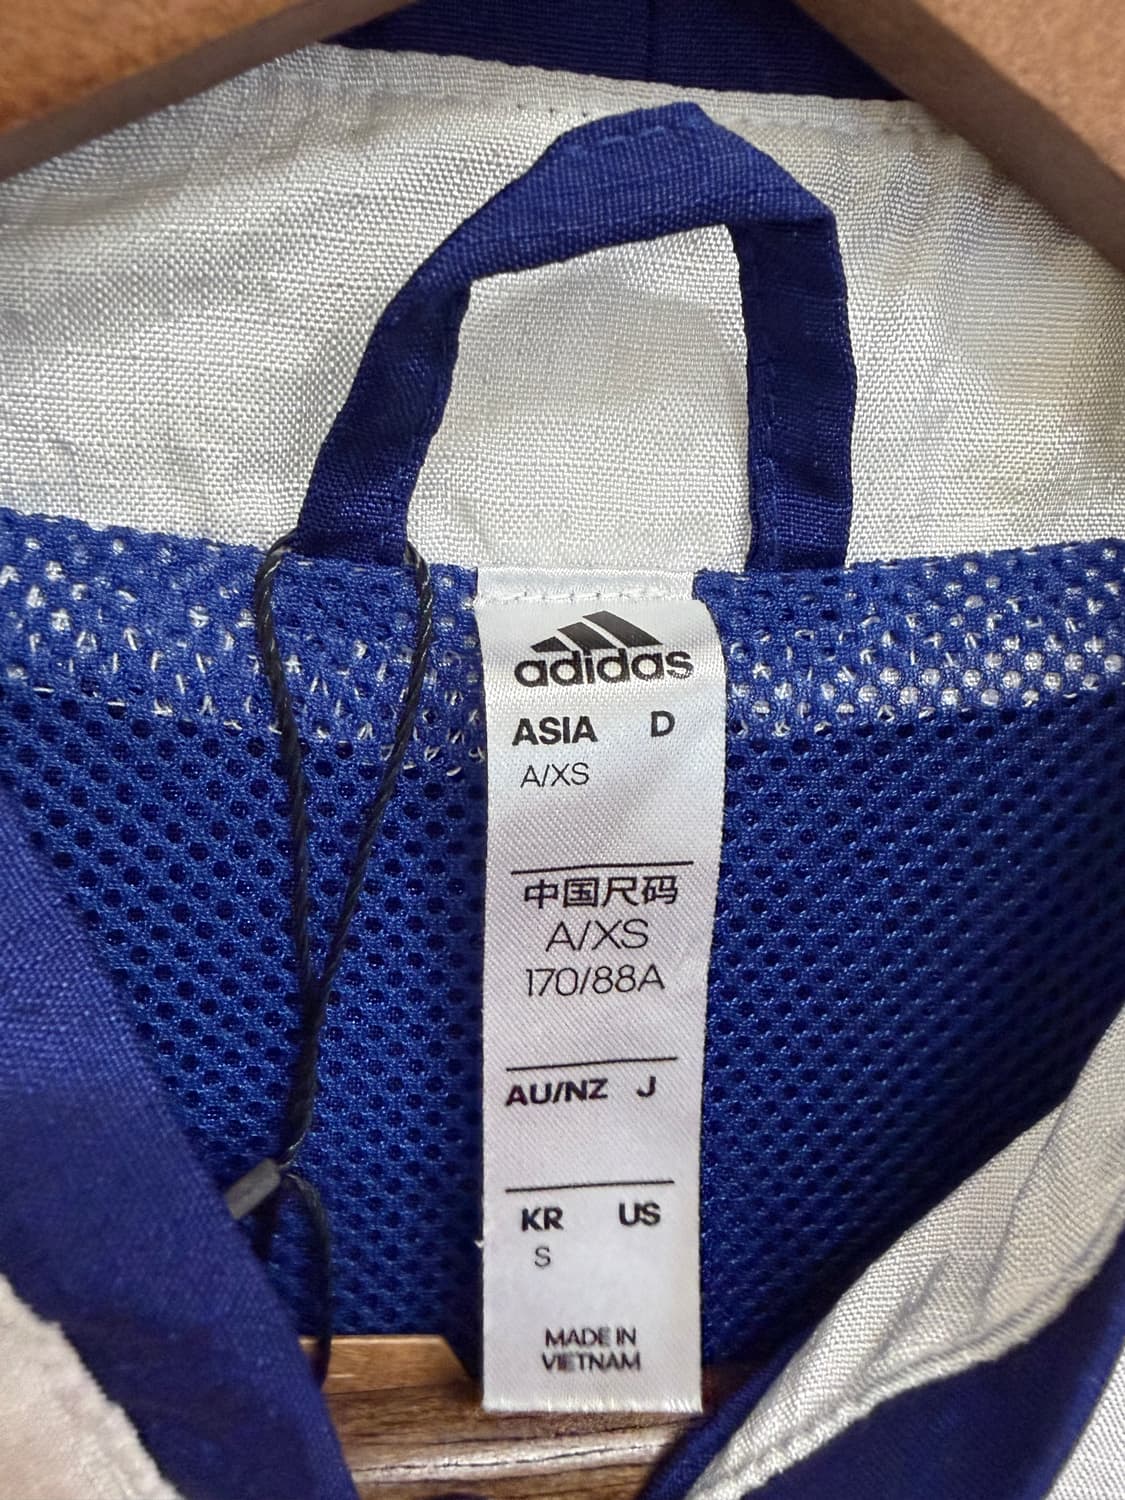 adidas
ASIA D
A/XS
中国尺码
A/XS
170/88A
AU/NZ J
KR US
S
MADE IN
VIETNAM